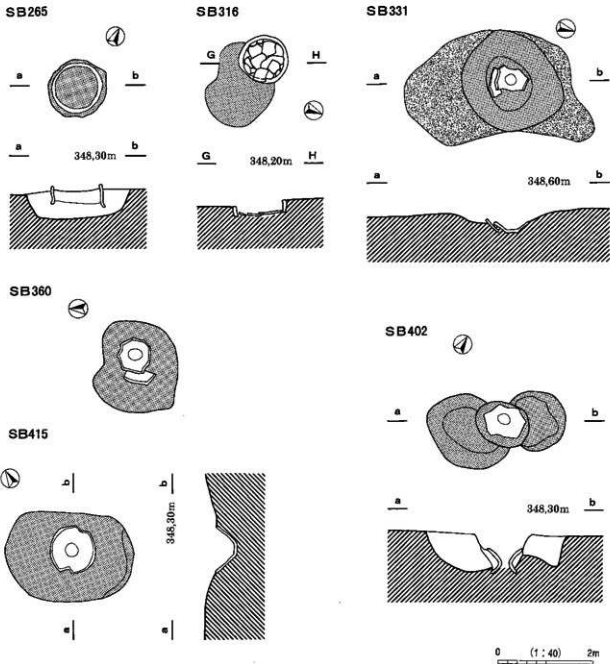 SB265
SB316
SB331
a b
G H
a b
a 348,30m b
G 348,20m H
a 348,60m b
SB360
SB402
a b
SB415
b b
348,30m
a 348,30m b
a a
0 (1:40) 2m